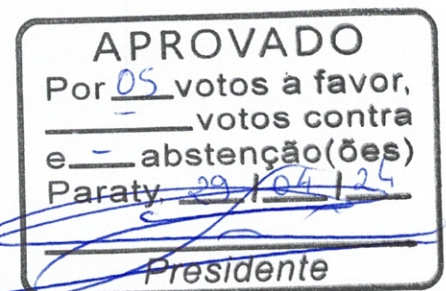 APROVADO
Por 05 votos a favor,
- votos contra
e - abstenção(ões)
Paraty, 29 / 04 / 24
Presidente